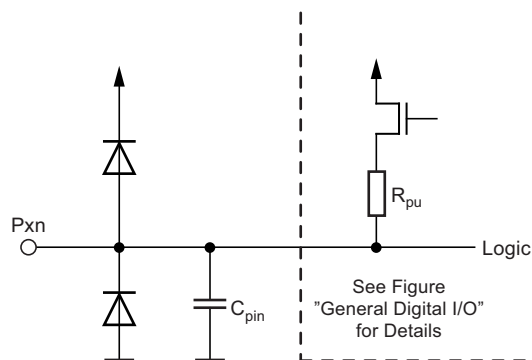 Pxn
R_pu
Logic
C_pin
See Figure
"General Digital I/O"
for Details